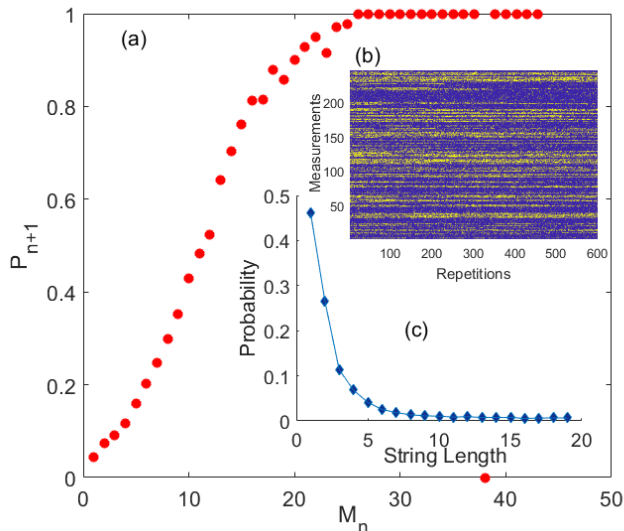 1
(a)
(b)
0.8
0.6
0.4
0.2
0
P_{n+1}
0 10 20 30 40 50
M_n
Measurements
200
150
100
50
100 200 300 400 500 600
Repetitions
0.5
0.4
0.3
0.2
0.1
0
Probability
(c)
0 5 10 15 20
String Length